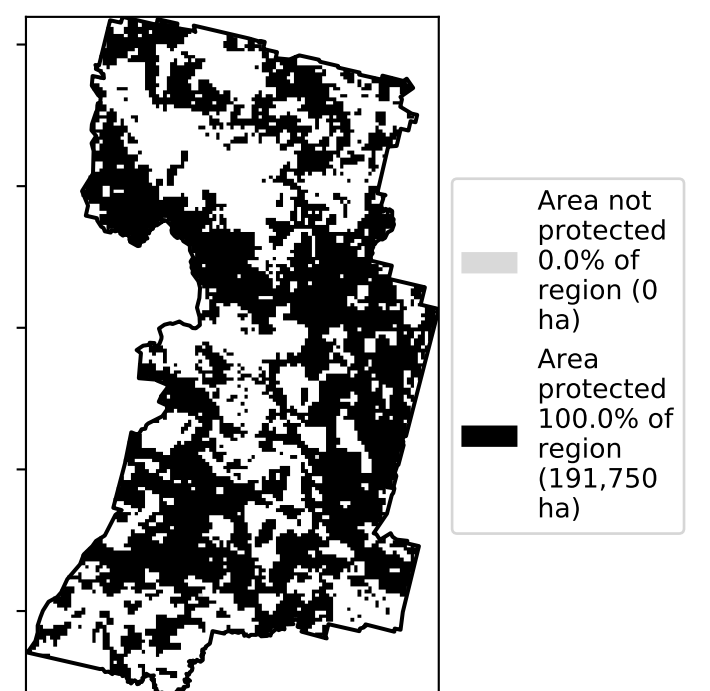 Area not
protected
0.0% of
region (0
ha)
Area
protected
100.0% of
region
(191,750
ha)